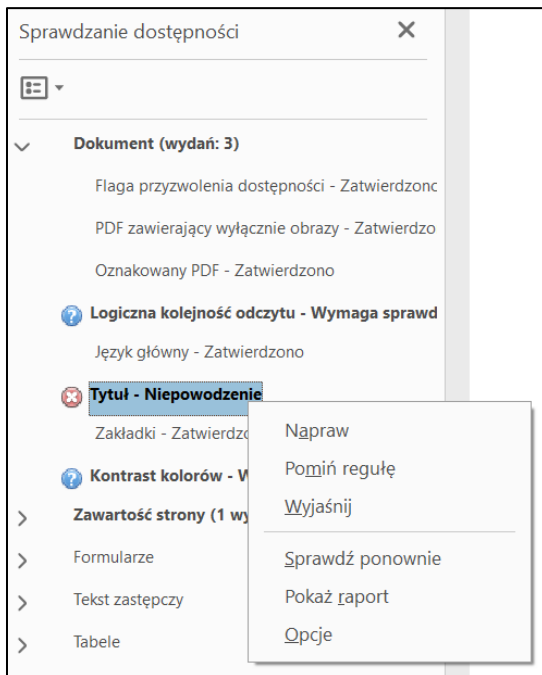 Sprawdzanie dostępności
Dokument (wydań: 3)
Flaga przyzwolenia dostępności - Zatwierdzono
PDF zawierający wyłącznie obrazy - Zatwierdzo
Oznakowany PDF - Zatwierdzono
Logiczna kolejność odczytu - Wymaga sprawd
Język główny - Zatwierdzono
Tytuł - Niepowodzenie
Zakładki - Zatwierdzo
Kontrast kolorów - W
Zawartość strony (1 wy
Formularze
Tekst zastępczy
Tabele
Napraw
Pomiń regułę
Wyjaśnij
Sprawdź ponownie
Pokaż raport
Opcje